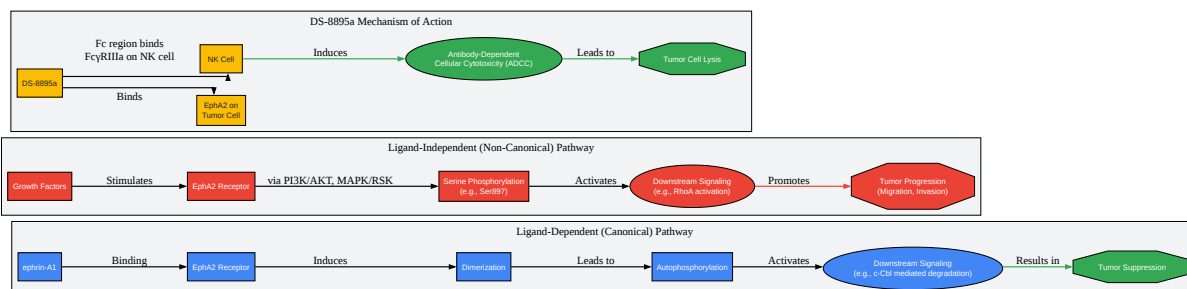 DS-8895a Mechanism of Action
Fc region binds
FcγRIIIa on NK cell
DS-8895a
Binds
NK Cell
EphA2 on
Tumor Cell
Induces
Antibody-Dependent
Cellular Cytotoxicity (ADCC)
Leads to
Tumor Cell Lysis
Ligand-Independent (Non-Canonical) Pathway
Growth Factors
Stimulates
EphA2 Receptor
via PI3K/AKT, MAPK/RSK
Serine Phosphorylation
(e.g., Ser897)
Activates
Downstream Signaling
(e.g., RhoA activation)
Promotes
Tumor Progression
(Migration, Invasion)
Ligand-Dependent (Canonical) Pathway
ephrin-A1
Binding
EphA2 Receptor
Induces
Dimerization
Leads to
Autophosphorylation
Activates
Downstream Signaling
(e.g., c-Cbl mediated degradation)
Results in
Tumor Suppression